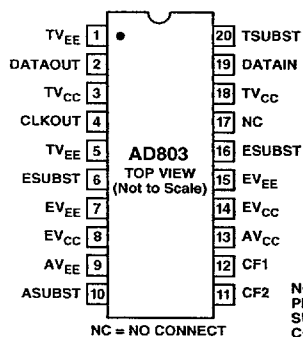 TVEE 1 20 TSUBST
DATAOUT 2 19 DATAIN
TVCC 3 18 TVCC
CLKOUT 4 17 NC
TVEE 5 16 ESUBST
ESUBST 6 15 EVEE
EVEE 7 14 EVCC
EVCC 8 13 AVCC
AVEE 9 12 CF1
ASUBST 10 11 CF2
AD803
TOP VIEW
(Not to Scale)
NC = NO CONNECT